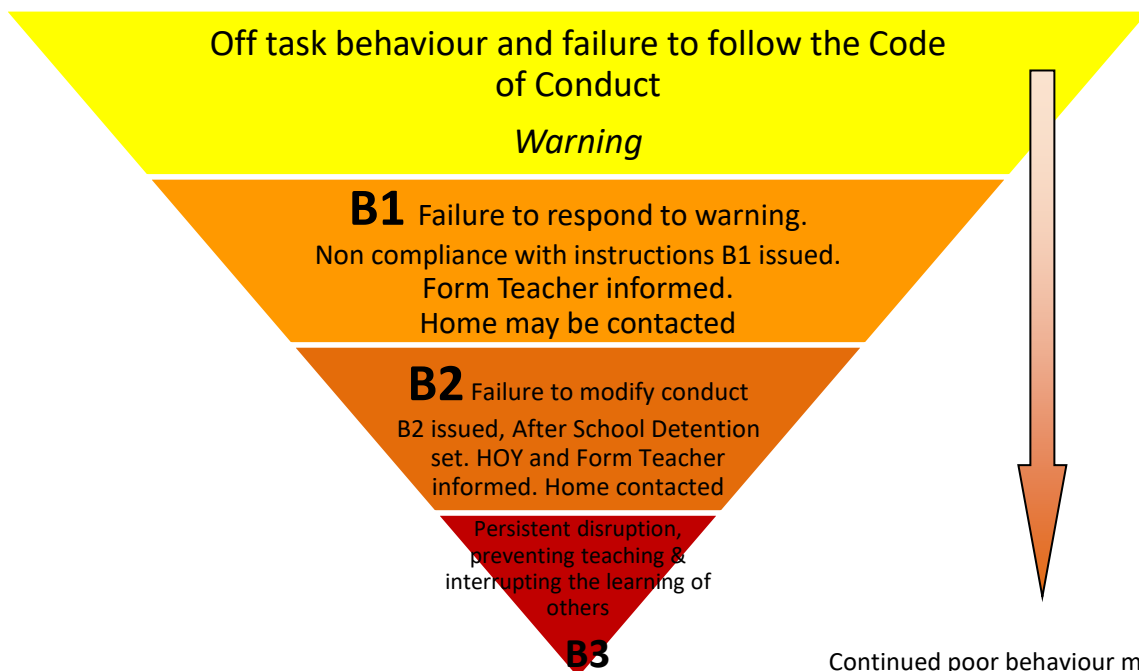 Off task behaviour and failure to follow the Code
of Conduct
Warning
B1 Failure to respond to warning.
Non compliance with instructions B1 issued.
Form Teacher informed.
Home may be contacted
B2 Failure to modify conduct
B2 issued, After School Detention
set. HOY and Form Teacher
informed. Home contacted
Persistent disruption,
preventing teaching &
interrupting the learning of
others
B3
Continued poor behaviour m